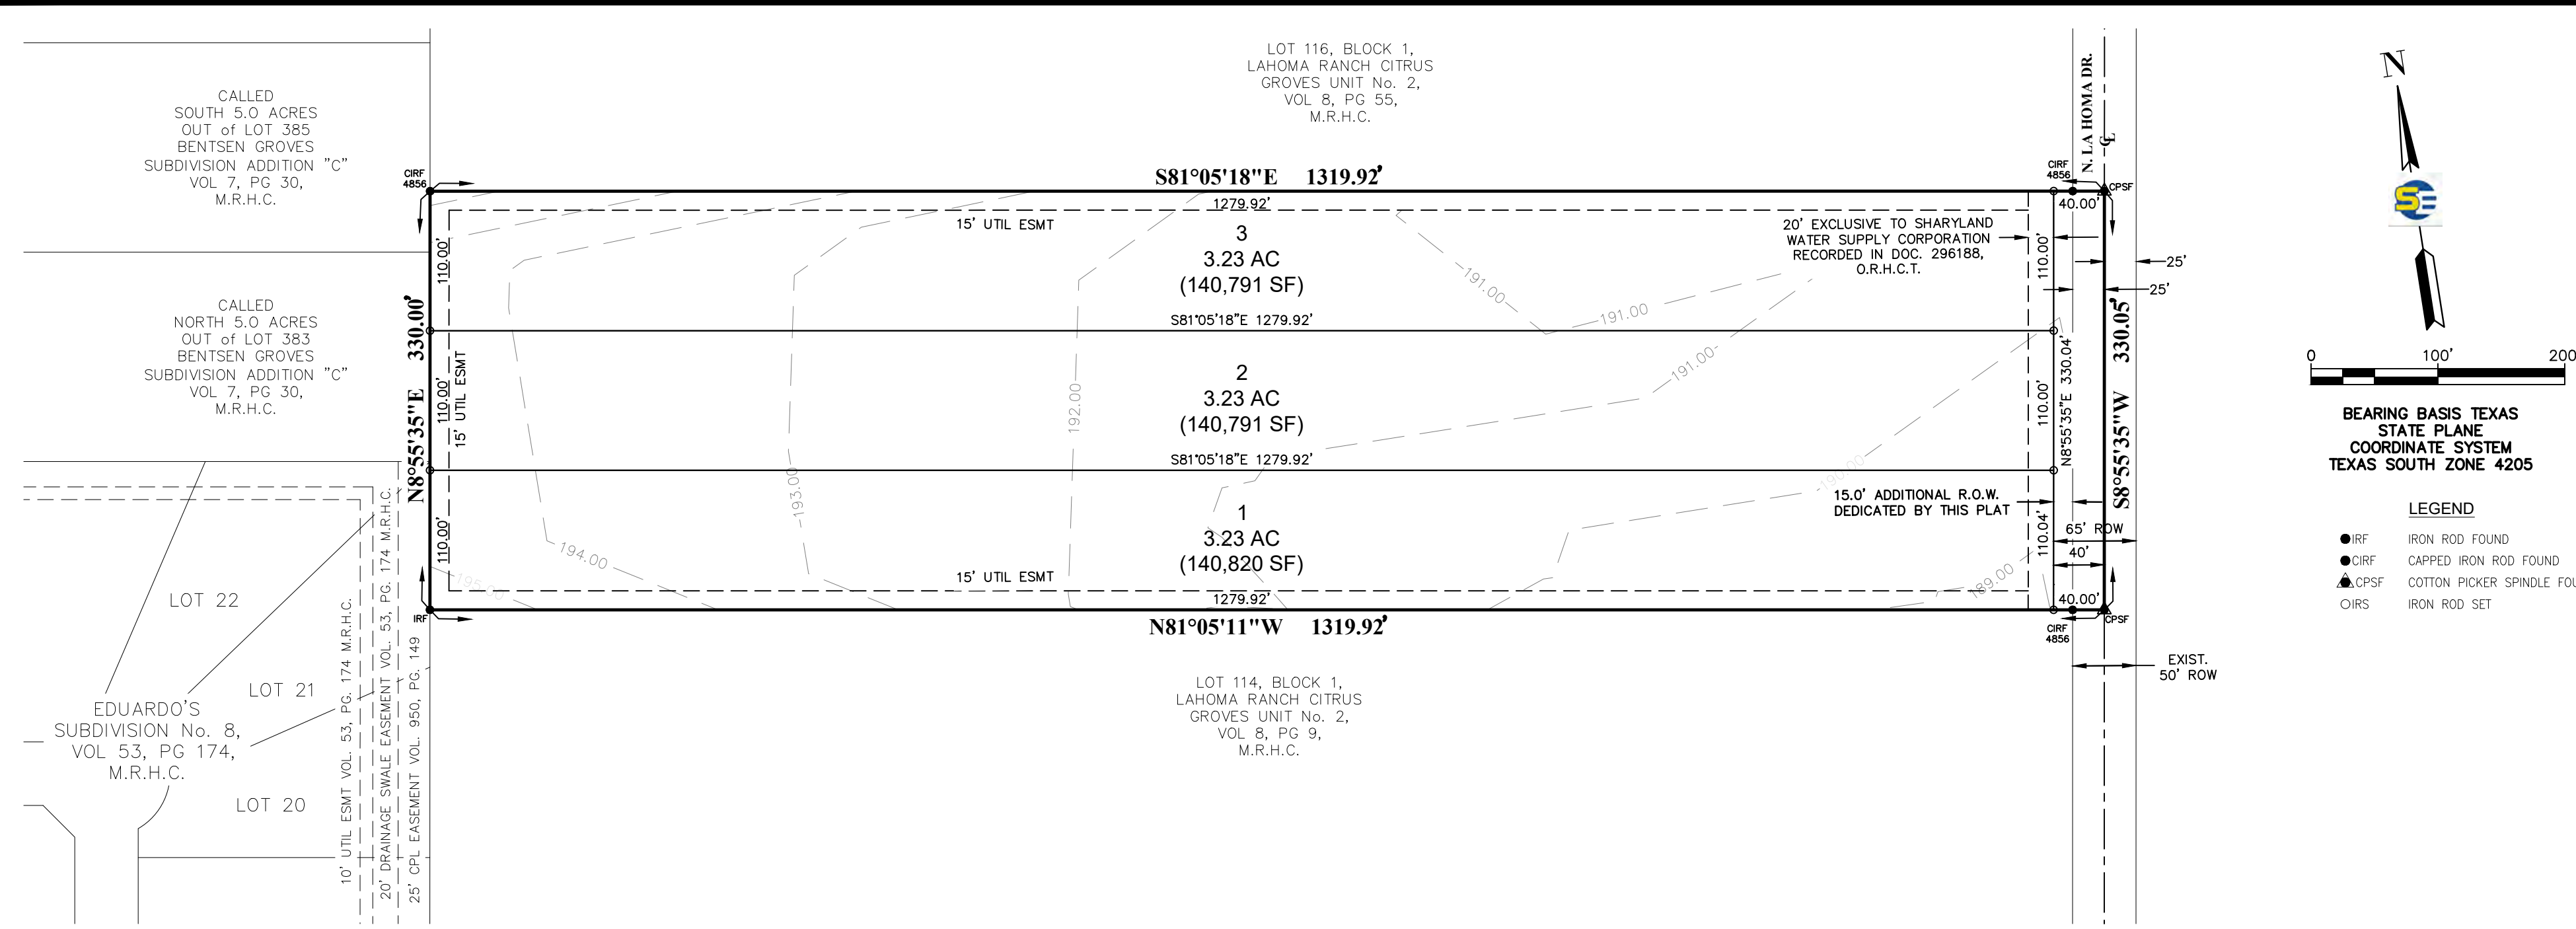 CALLED
SOUTH 5.0 ACRES
OUT of LOT 385
BENTSEN GROVES
SUBDIVISION ADDITION "C"
VOL 7, PG 30,
M.R.H.C.
CALLED
NORTH 5.0 ACRES
OUT of LOT 383
BENTSEN GROVES
SUBDIVISION ADDITION "C"
VOL 7, PG 30,
M.R.H.C.
LOT 22
LOT 21
EDUARDO'S
SUBDIVISION No. 8,
VOL 53, PG 174,
M.R.H.C.
LOT 20
10' UTIL ESMT VOL. 53, PG. 174 M.R.H.C.
20' DRAINAGE SWALE EASEMENT VOL. 53, PG. 174 M.R.H.C.
25' CPL EASEMENT VOL. 950, PG. 149
LOT 116, BLOCK 1,
LAHOMA RANCH CITRUS
GROVES UNIT No. 2,
VOL 8, PG 55,
M.R.H.C.
CIRF
4856
S81°05'18"E 1319.92'
1279.92'
15' UTIL ESMT
N8°55'35"E 330.00'
110.00'
110.00'
110.00'
15' UTIL ESMT
3
3.23 AC
(140,791 SF)
S81°05'18"E 1279.92'
2
3.23 AC
(140,791 SF)
S81°05'18"E 1279.92'
1
3.23 AC
(140,820 SF)
15' UTIL ESMT
1279.92'
N81°05'11"W 1319.92'
IRF
195.00
194.00
193.00
192.00
191.00
191.00
191.00
190.00
189.00
20' EXCLUSIVE TO SHARYLAND
WATER SUPPLY CORPORATION
RECORDED IN DOC. 296188,
O.R.H.C.T.
15.0' ADDITIONAL R.O.W.
DEDICATED BY THIS PLAT
110.00'
110.00'
110.04'
N8°55'35"E 330.04'
CIRF
4856
CPSF
40.00'
N. LA HOMA DR.
CL
25'
25'
S8°55'35"W 330.05'
65' ROW
40'
40.00'
CIRF
4856
CPSF
EXIST.
50' ROW
LOT 114, BLOCK 1,
LAHOMA RANCH CITRUS
GROVES UNIT No. 2,
VOL 8, PG 9,
M.R.H.C.
N
SE
0 100' 200
BEARING BASIS TEXAS
STATE PLANE
COORDINATE SYSTEM
TEXAS SOUTH ZONE 4205
LEGEND
IRF IRON ROD FOUND
CIRF CAPPED IRON ROD FOUND
CPSF COTTON PICKER SPINDLE FOU
IRS IRON ROD SET